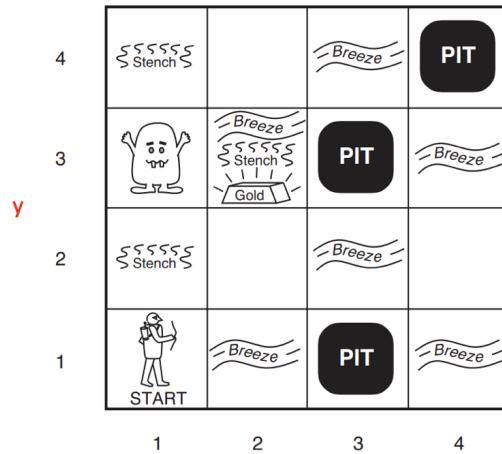 4
Stench
Breeze
PIT
3
Breeze
Stench
Gold
PIT
Breeze
y
2
Stench
Breeze
1
START
Breeze
PIT
Breeze
1 2 3 4